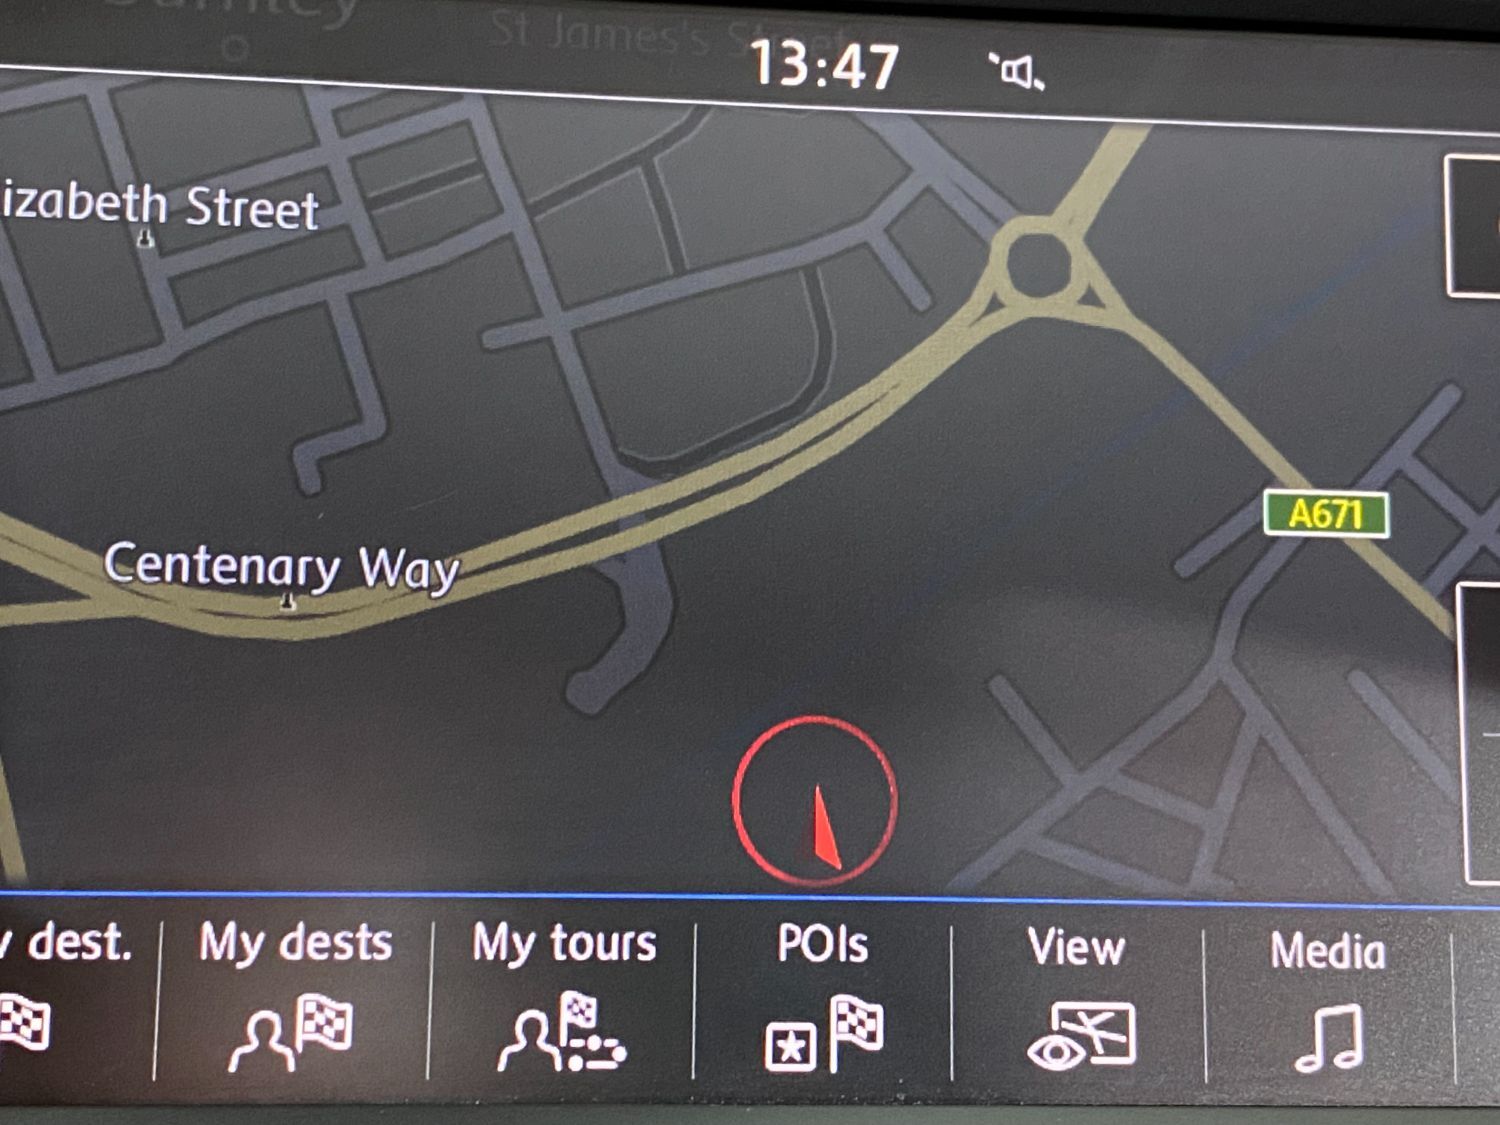 St James's Street
13:47
izabeth Street
Centenary Way
A671
dest.
My dests
My tours
POIs
View
Media